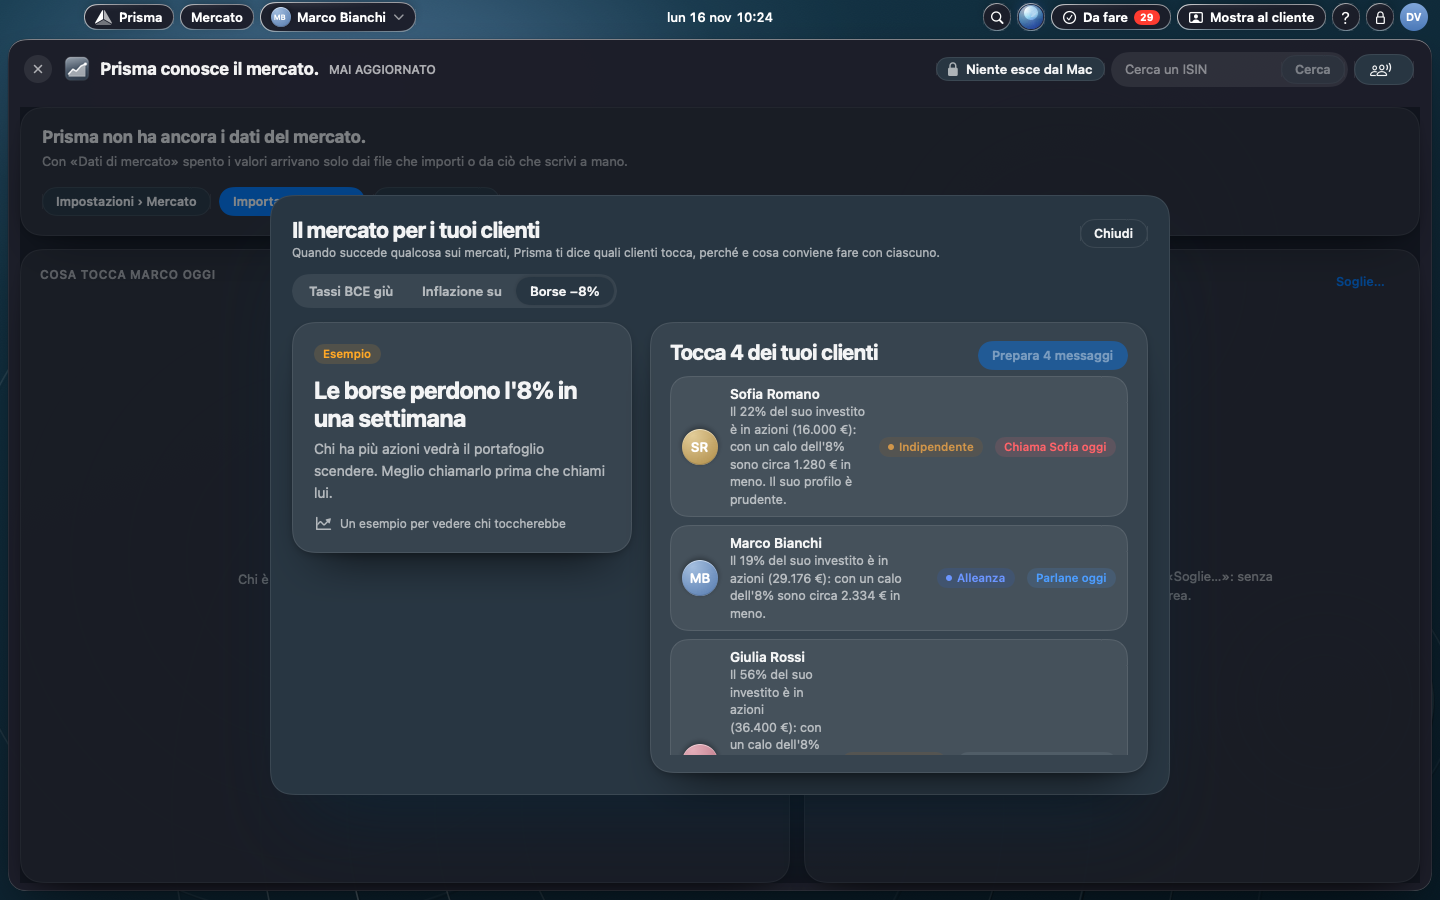 Prisma
Mercato
MB Marco Bianchi
lun 16 nov 10:24
Da fare 29
Mostra al cliente
?
DV
Prisma conosce il mercato. MAI AGGIORNATO
Niente esce dal Mac
Cerca un ISIN
Cerca
Prisma non ha ancora i dati del mercato.
Con «Dati di mercato» spento i valori arrivano solo dai file che importi o da ciò che scrivi a mano.
Impostazioni › Mercato
COSA TOCCA MARCO OGGI
Soglie...
Chi è
«Soglie...»: senza
Il mercato per i tuoi clienti
Quando succede qualcosa sui mercati, Prisma ti dice quali clienti tocca, perché e cosa conviene fare con ciascuno.
Chiudi
Tassi BCE giù
Inflazione su
Borse –8%
Esempio
Le borse perdono l'8% in
una settimana
Chi ha più azioni vedrà il portafoglio
scendere. Meglio chiamarlo prima che chiami
lui.
Un esempio per vedere chi toccherebbe
Tocca 4 dei tuoi clienti
Prepara 4 messaggi
SR
Sofia Romano
Il 22% del suo investito
è in azioni (16.000 €):
con un calo dell'8%
sono circa 1.280 € in
meno. Il suo profilo è
prudente.
Indipendente
Chiama Sofia oggi
MB
Marco Bianchi
Il 19% del suo investito è in
azioni (29.176 €): con un calo
dell'8% sono circa 2.334 € in
meno.
Alleanza
Parlane oggi
Giulia Rossi
Il 56% del suo
investito è in
azioni
(36.400 €): con
un calo dell'8%